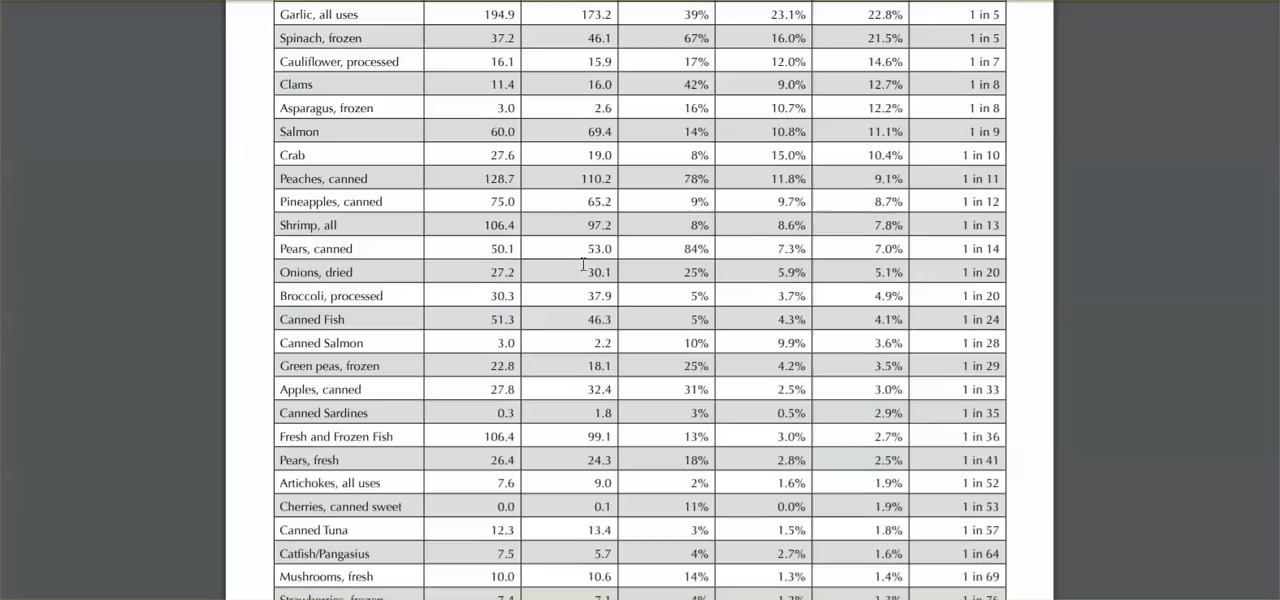 Garlic, all uses 194.9 173.2 39% 23.1% 22.8% 1 in 5
Spinach, frozen 37.2 46.1 67% 16.0% 21.5% 1 in 5
Cauliflower, processed 16.1 15.9 17% 12.0% 14.6% 1 in 7
Clams 11.4 16.0 42% 9.0% 12.7% 1 in 8
Asparagus, frozen 3.0 2.6 16% 10.7% 12.2% 1 in 8
Salmon 60.0 69.4 14% 10.8% 11.1% 1 in 9
Crab 27.6 19.0 8% 15.0% 10.4% 1 in 10
Peaches, canned 128.7 110.2 78% 11.8% 9.1% 1 in 11
Pineapples, canned 75.0 65.2 9% 9.7% 8.7% 1 in 12
Shrimp, all 106.4 97.2 8% 8.6% 7.8% 1 in 13
Pears, canned 50.1 53.0 84% 7.3% 7.0% 1 in 14
Onions, dried 27.2 30.1 25% 5.9% 5.1% 1 in 20
Broccoli, processed 30.3 37.9 5% 3.7% 4.9% 1 in 20
Canned Fish 51.3 46.3 5% 4.3% 4.1% 1 in 24
Canned Salmon 3.0 2.2 10% 9.9% 3.6% 1 in 28
Green peas, frozen 22.8 18.1 25% 4.2% 3.5% 1 in 29
Apples, canned 27.8 32.4 31% 2.5% 3.0% 1 in 33
Canned Sardines 0.3 1.8 3% 0.5% 2.9% 1 in 35
Fresh and Frozen Fish 106.4 99.1 13% 3.0% 2.7% 1 in 36
Pears, fresh 26.4 24.3 18% 2.8% 2.5% 1 in 41
Artichokes, all uses 7.6 9.0 2% 1.6% 1.9% 1 in 52
Cherries, canned sweet 0.0 0.1 11% 0.0% 1.9% 1 in 53
Canned Tuna 12.3 13.4 3% 1.5% 1.8% 1 in 57
Catfish/Pangasius 7.5 5.7 4% 2.7% 1.6% 1 in 64
Mushrooms, fresh 10.0 10.6 14% 1.3% 1.4% 1 in 69
Strawberries, frozen 7.4 7.1